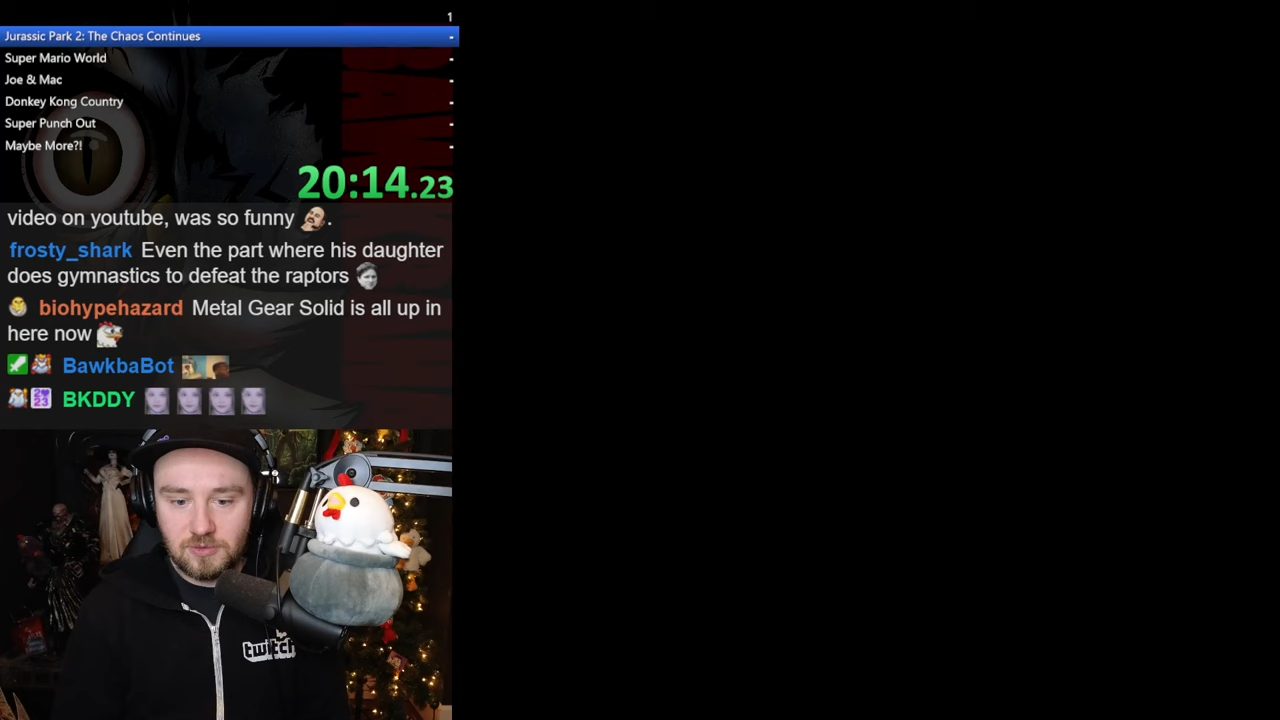 1
Jurassic Park 2: The Chaos Continues -
Super Mario World -
Joe & Mac -
Donkey Kong Country -
Super Punch Out -
Maybe More?! -
20:14.23
video on youtube, was so funny .
frosty_shark Even the part where his daughter
does gymnastics to defeat the raptors
biohypehazard Metal Gear Solid is all up in
here now
BawkbaBot
BKDDY
twitch